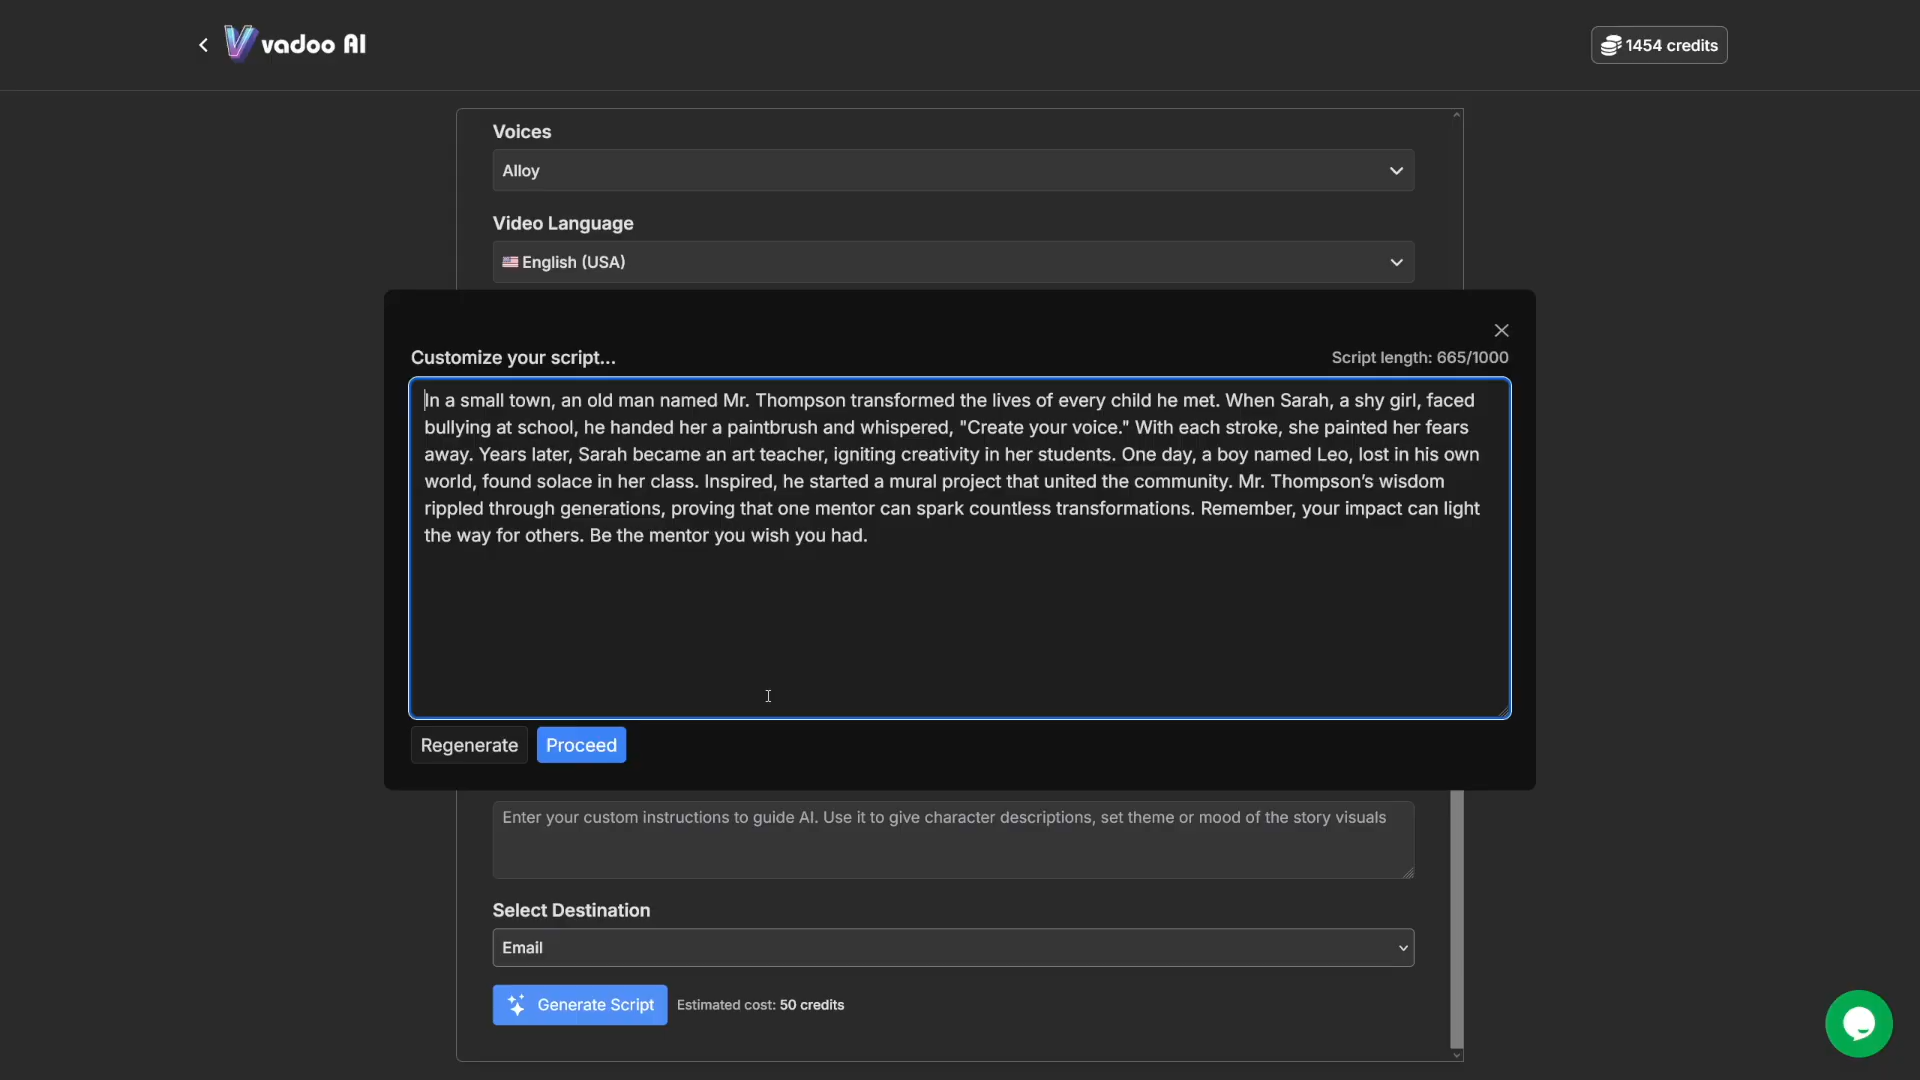 vadoo AI
1454 credits
Voices
Alloy
Video Language
English (USA)
Customize your script...
Script length: 665/1000
In a small town, an old man named Mr. Thompson transformed the lives of every child he met. When Sarah, a shy girl, faced
bullying at school, he handed her a paintbrush and whispered, "Create your voice." With each stroke, she painted her fears
away. Years later, Sarah became an art teacher, igniting creativity in her students. One day, a boy named Leo, lost in his own
world, found solace in her class. Inspired, he started a mural project that united the community. Mr. Thompson’s wisdom
rippled through generations, proving that one mentor can spark countless transformations. Remember, your impact can light
the way for others. Be the mentor you wish you had.
Regenerate
Proceed
Enter your custom instructions to guide AI. Use it to give character descriptions, set theme or mood of the story visuals
Select Destination
Email
Generate Script
Estimated cost: 50 credits